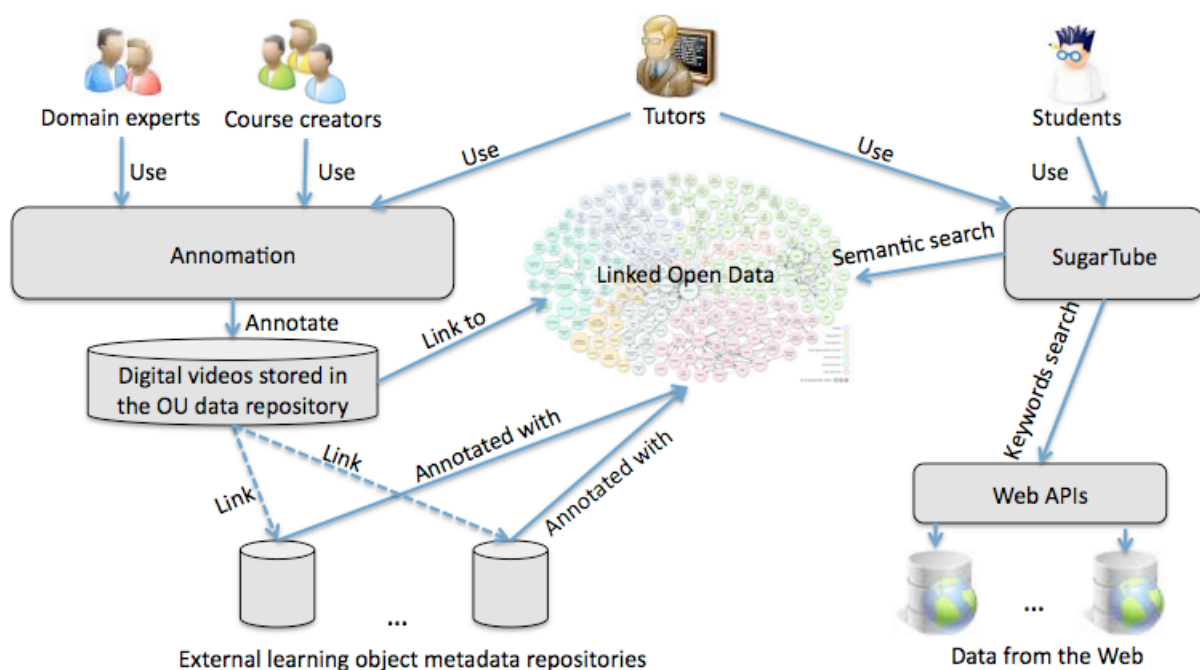 Domain experts
Course creators
Tutors
Students
Use
Use
Use
Use
Use
Annomation
Linked Open Data
Semantic search
SugarTube
Annotate
Link to
Keywords search
Digital videos stored in
the OU data repository
Link
Link
Annotated with
Annotated with
Web APIs
...
...
External learning object metadata repositories
Data from the Web